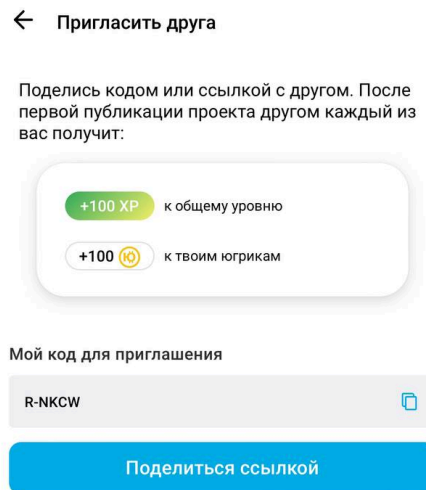 Пригласить друга
Поделись кодом или ссылкой с другом. После
первой публикации проекта другом каждый из
вас получит:
+100 XP к общему уровню
+100 Ю к твоим югрикам
Мой код для приглашения
R-NKCW
Поделиться ссылкой